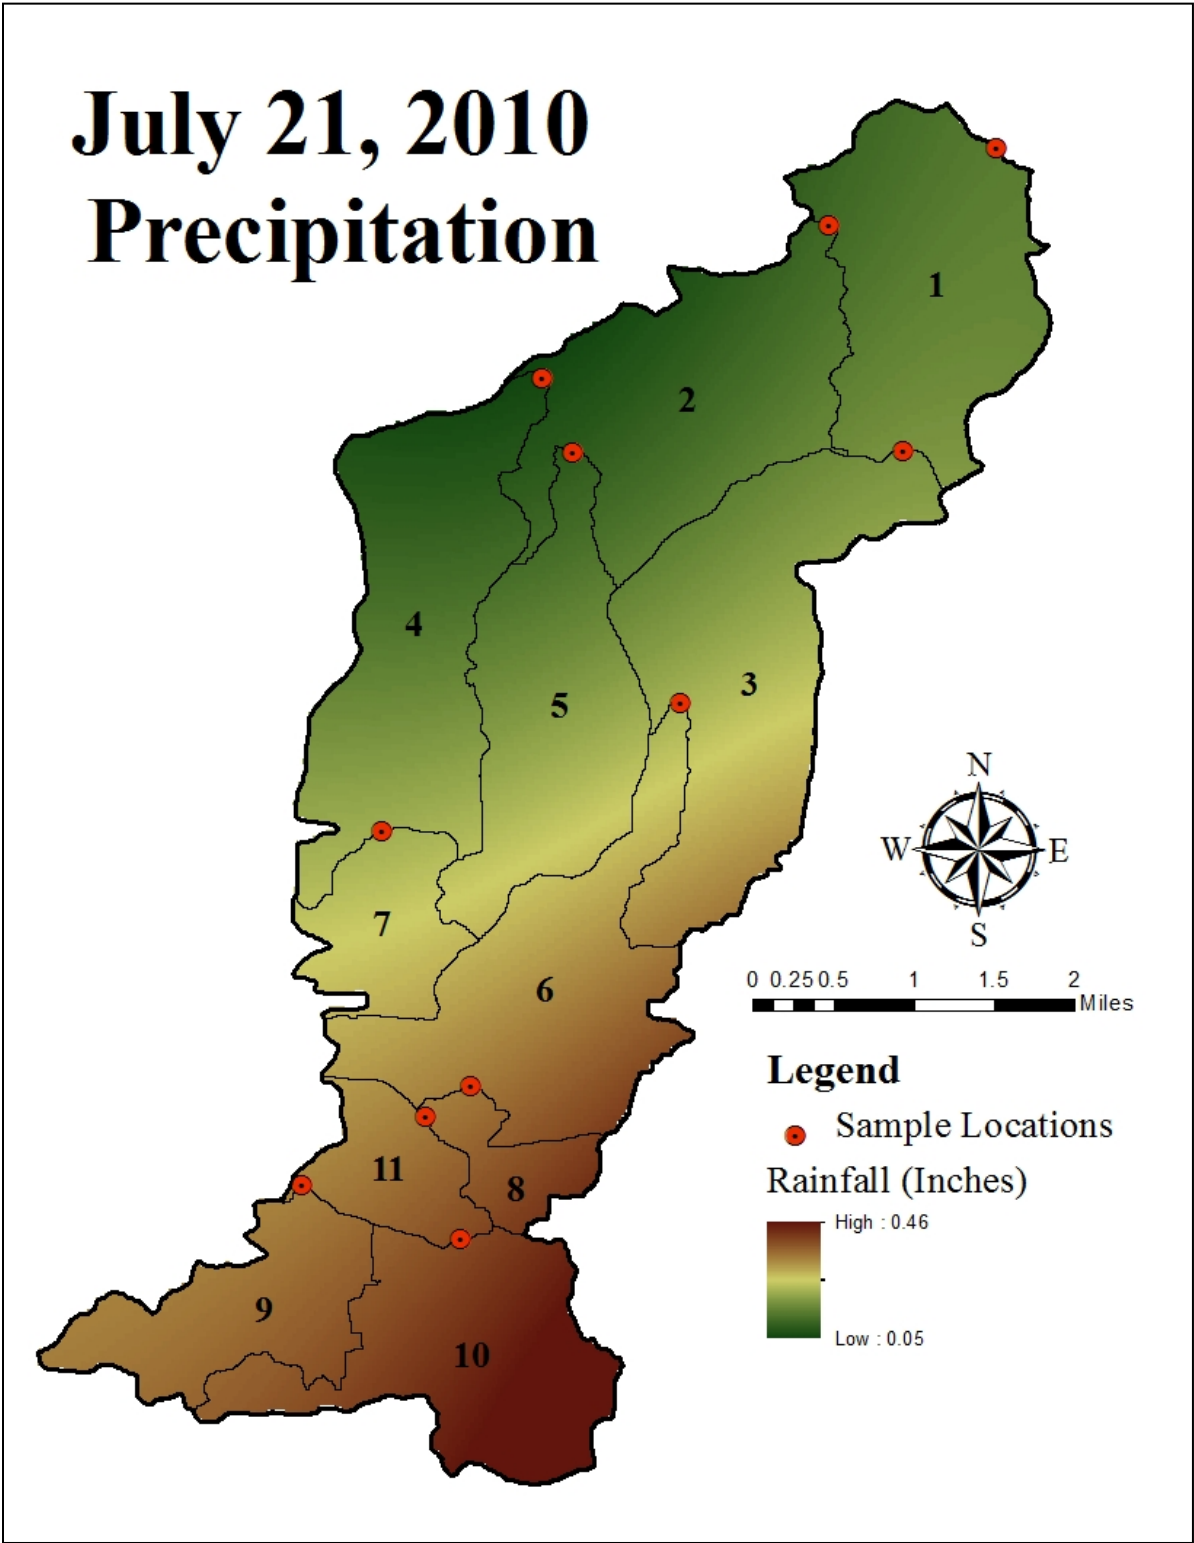 July 21, 2010
Precipitation
1
2
4
3
5
N
W E
S
7
6
0 0.25 0.5 1 1.5 2
Miles
Legend
Sample Locations
11
8
Rainfall (Inches)
High : 0.46
9
Low : 0.05
10